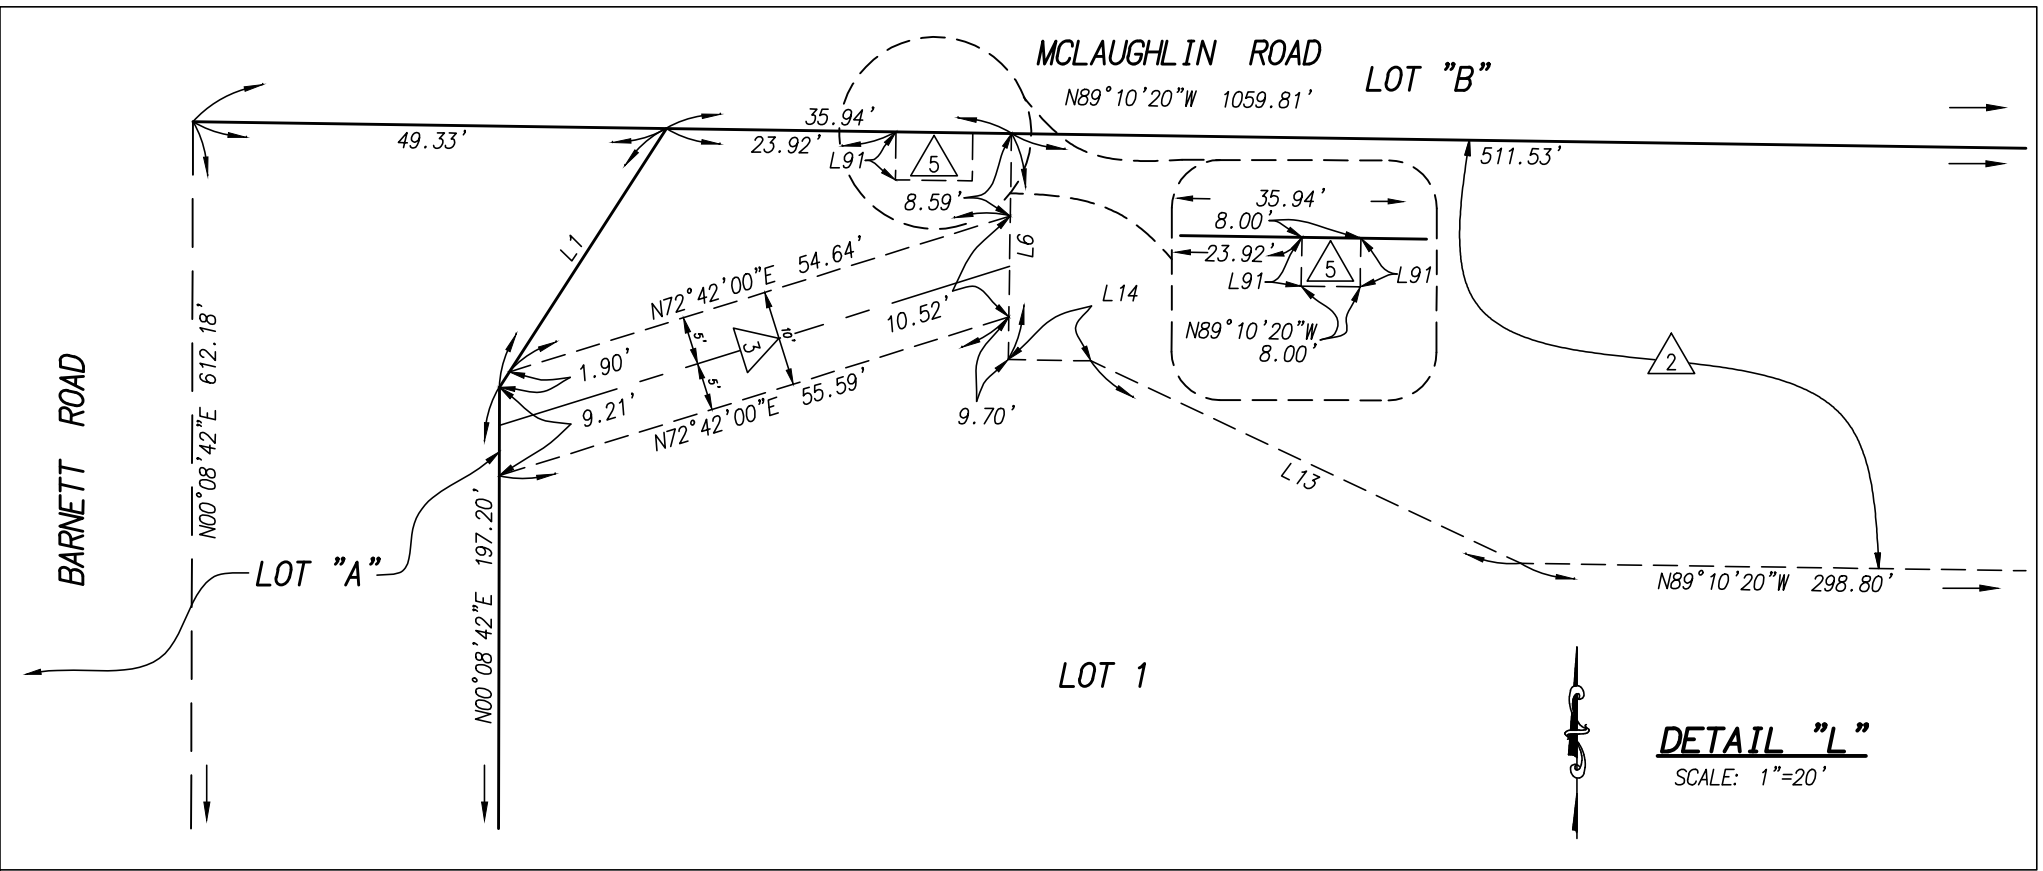 MCLAUGHLIN ROAD
LOT "B"
N89°10'20"W 1059.81'
49.33'
35.94'
23.92'
L91
5
8.59'
511.53'
L1
L6
N72°42'00"E 54.64'
5'
10'
3
5'
10.52'
N72°42'00"E 55.59'
1.90'
9.21'
9.70'
L14
35.94'
8.00'
23.92'
5
L91
L91
N89°10'20"W
8.00'
2
L13
N89°10'20"W 298.80'
BARNETT ROAD
N00°08'42"E 612.18'
LOT "A"
N00°08'42"E 197.20'
LOT 1
DETAIL "L"
SCALE: 1"=20'